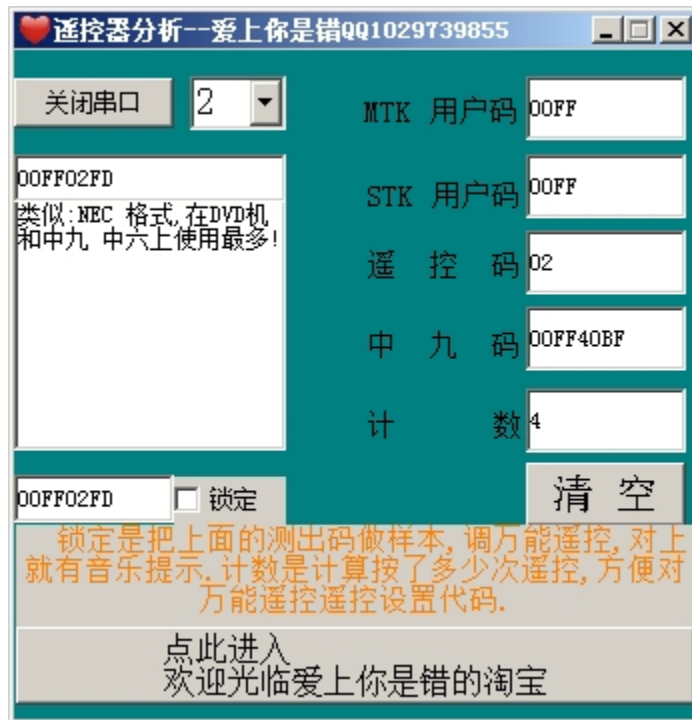 遥控器分析--爱上你是错QQ1029739855
关闭串口
2
MTK 用户码
00FF
00FF02FD
类似:NEC 格式,在DVD机
和中九 中六上使用最多!
STK 用户码
00FF
遥 控 码
02
中 九 码
00FF40BF
计 数
4
00FF02FD
锁定
清 空
锁定是把上面的测出码做样本,调万能遥控,对上
就有音乐提示.计数是计算按了多少次遥控,方便对
万能遥控遥控设置代码.
点此进入
欢迎光临爱上你是错的淘宝